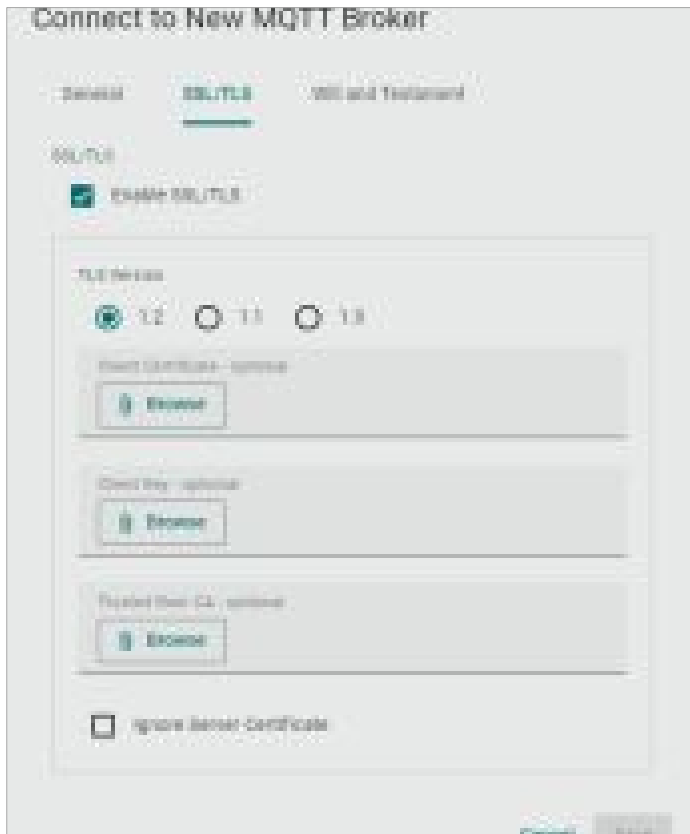 Connect to New MQTT Broker
General SSL/TLS Will and Testament
SSL/TLS
Enable SSL/TLS
TLS Version
1.2 1.1 1.3
Client Certificate - optional
Browse
Client Key - optional
Browse
Trusted CA - optional
Browse
Ignore Server Certificate
Cancel